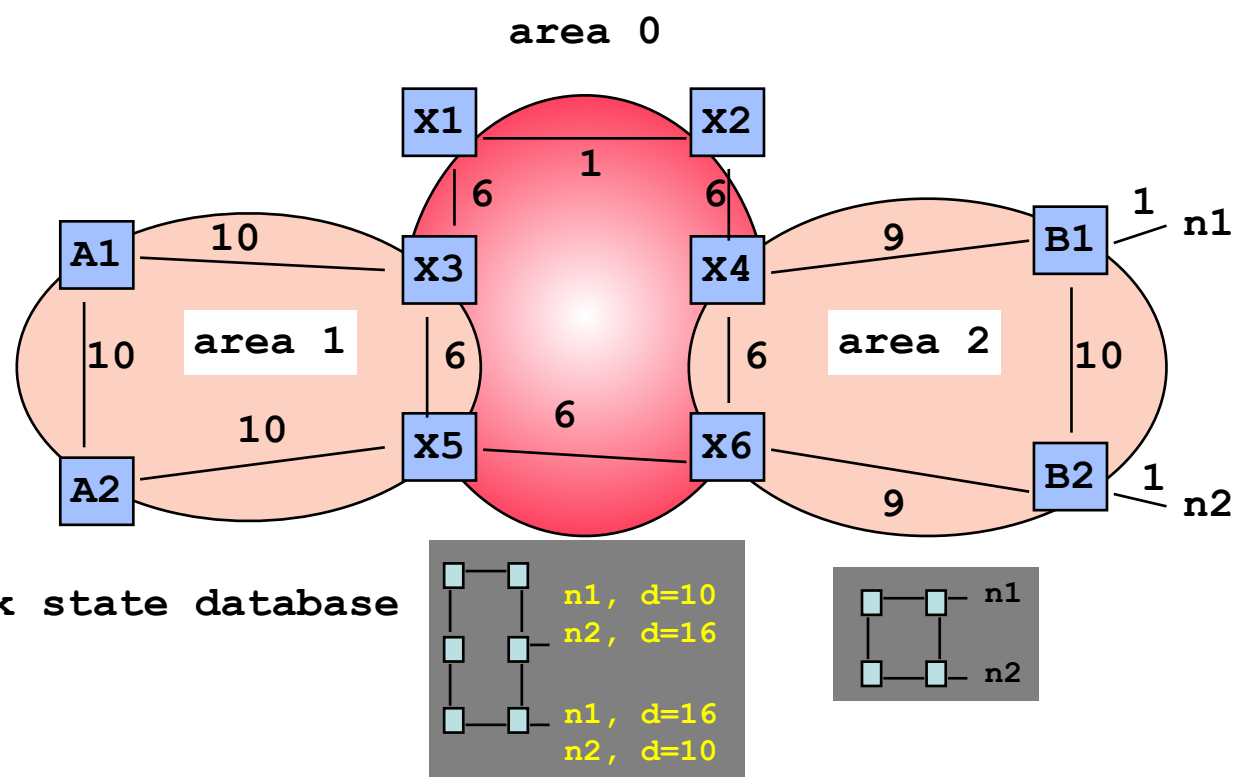 area 0
X1
X2
1
6
6
1
n1
A1
10
X3
X4
9
B1
10
area 1
6
6
area 2
10
10
6
A2
X5
X6
9
B2
1
n2
state database
n1, d=10
n2, d=16
n1, d=16
n2, d=10
n1
n2